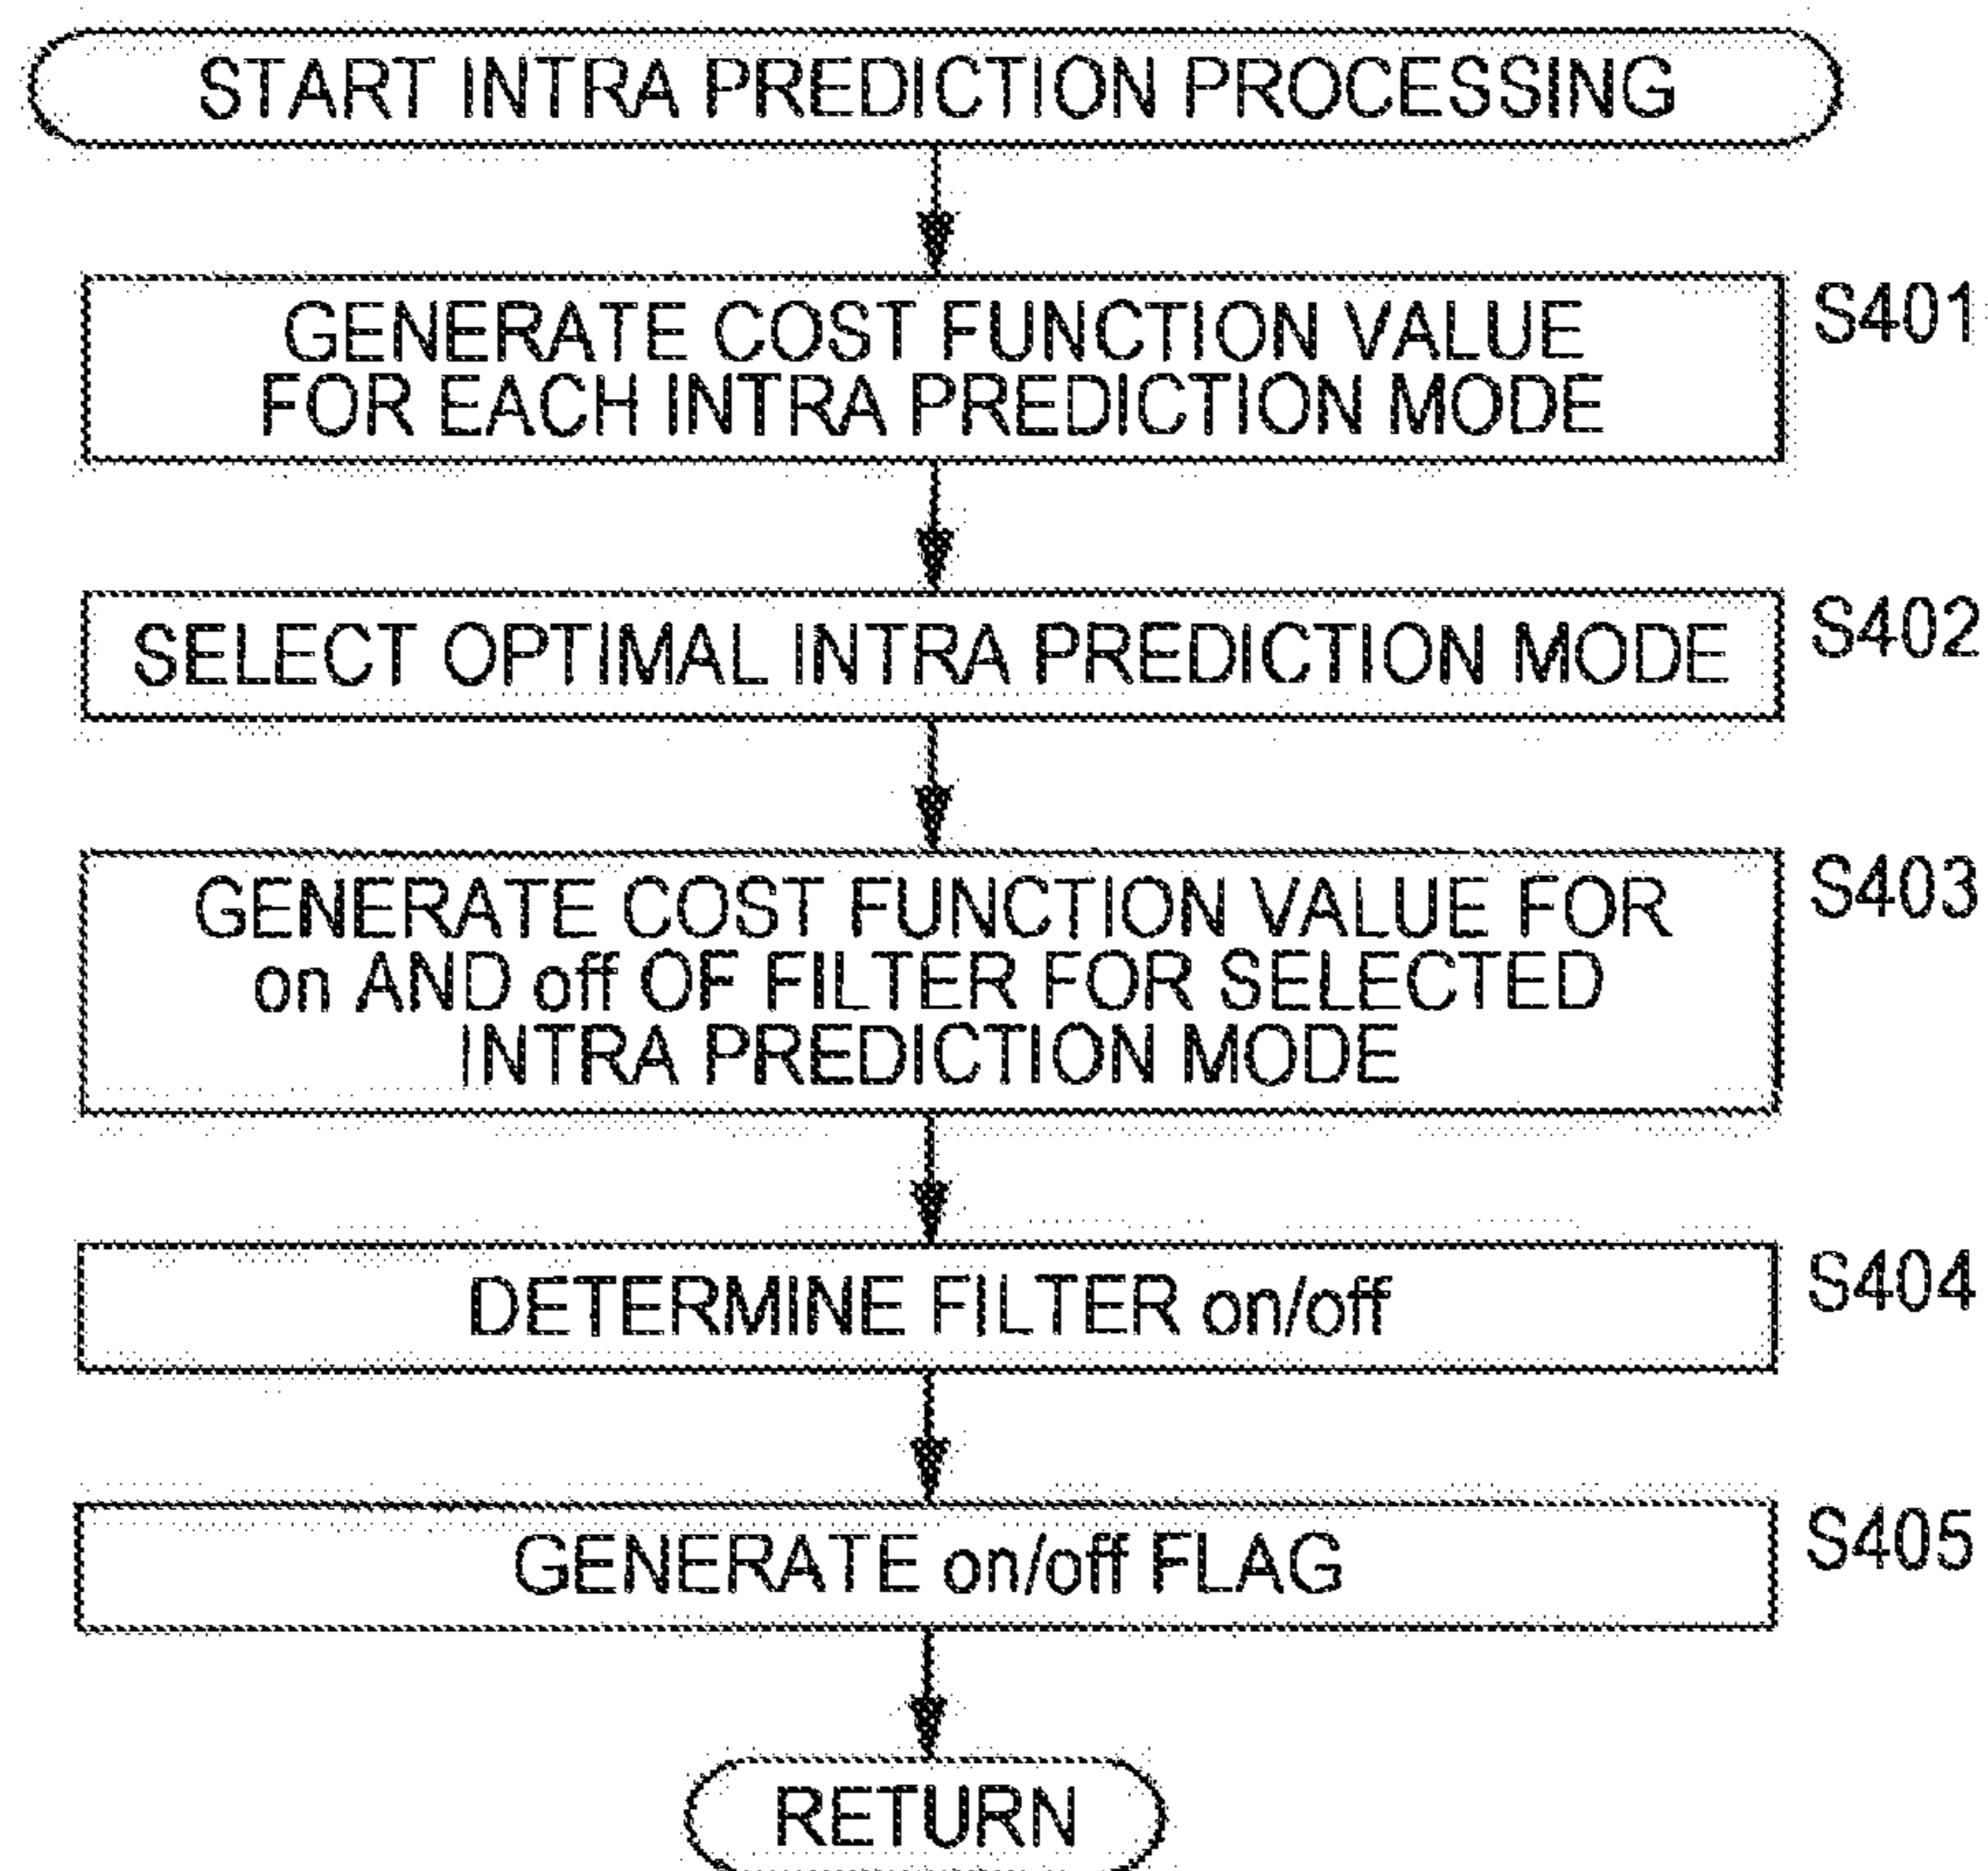 START INTRA PREDICTION PROCESSING
GENERATE COST FUNCTION VALUE
FOR EACH INTRA PREDICTION MODE
S401
SELECT OPTIMAL INTRA PREDICTION MODE
S402
GENERATE COST FUNCTION VALUE FOR
on AND off OF FILTER FOR SELECTED
INTRA PREDICTION MODE
S403
DETERMINE FILTER on/off
S404
GENERATE on/off FLAG
S405
RETURN